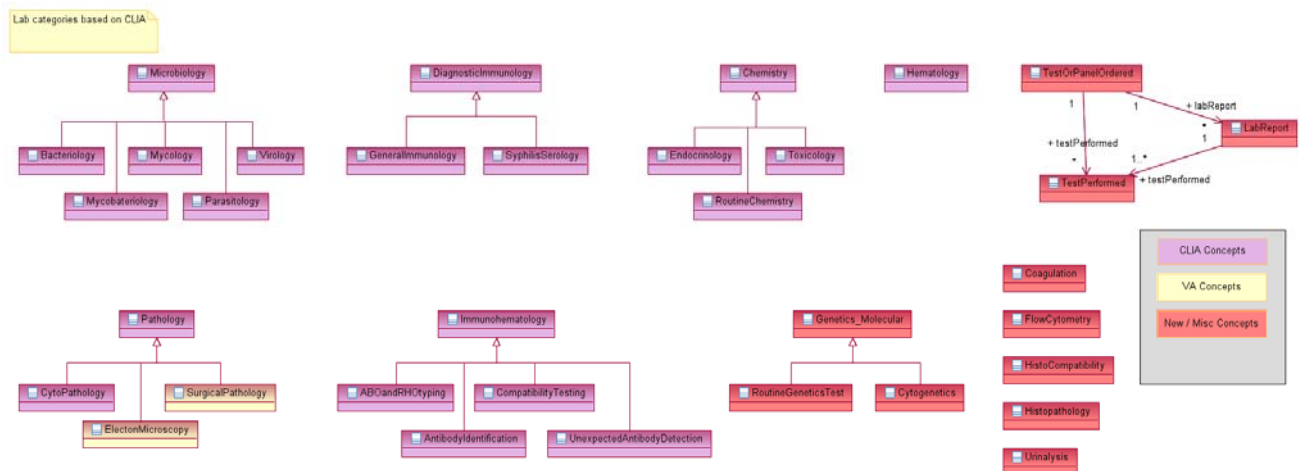 Lab categories based on CLIA
Microbiology
DiagnosticImmunology
Chemistry
Hematology
TestOrPanelOrdered
1
1
+ labReport
*
LabReport
1
+ testPerformed
*
1..*
+ testPerformed
TestPerformed
Bacteriology
Mycology
Virology
Mycobateriology
Parasitology
GeneralImmunology
SyphilisSerology
Endocrinology
Toxicology
RoutineChemistry
CLIA Concepts
VA Concepts
New / Misc Concepts
Coagulation
FlowCytometry
HistoCompatibility
Histopathology
Urinalysis
Pathology
Immunohematology
Genetics_Molecular
CytoPathology
SurgicalPathology
ElectonMicroscopy
ABOandRHOtyping
CompatibilityTesting
AntibodyIdentification
UnexpectedAntibodyDetection
RoutineGeneticsTest
Cytogenetics